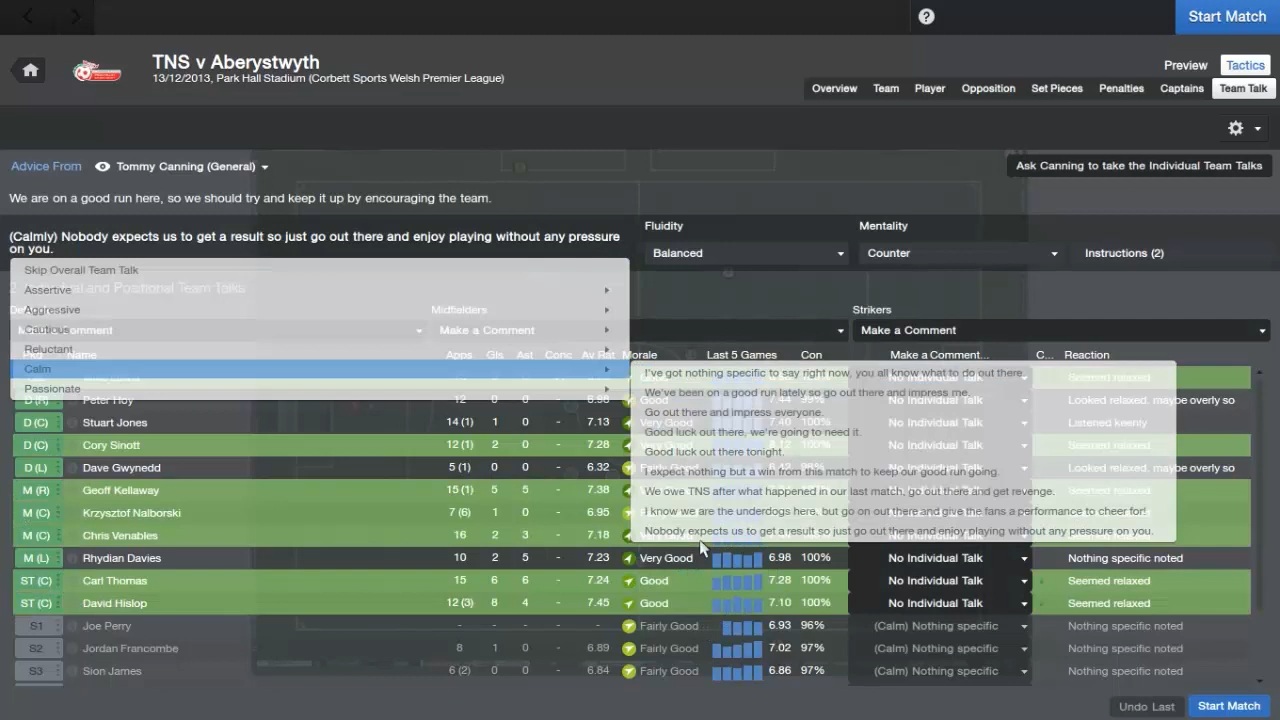 Start Match
TNS v Aberystwyth
13/12/2013, Park Hall Stadium (Corbett Sports Welsh Premier League)
Preview Tactics
Overview Team Player Opposition Set Pieces Penalties Captains Team Talk
Advice From Tommy Canning (General) Ask Canning to take the Individual Team Talks
We are on a good run here, so we should try and keep it up by encouraging the team.
(Calmly) Nobody expects us to get a result so just go out there and enjoy playing without any pressure
on you.
Fluidity Mentality
Balanced Counter Instructions (2)
Skip Overall Team Talk
and Positional Team Talks
Assertive
Aggressive
Cautious
Reluctant
Calm
Passionate
Midfielders Strikers
Comment Make a Comment Make a Comment
Name Apps Gls Ast Conc Av Rat Morale Last 5 Games Con Make a Comment... C... Reaction
I've got nothing specific to say right now, you all know what to do out there.
We've been on a good run lately so go out there and impress me.
Go out there and impress everyone.
Good luck out there, we're going to need it.
Good luck out there tonight.
I expect nothing but a win from this match to keep our good run going.
We owe TNS after what happened in our last match, go out there and get revenge.
I know we are the underdogs here, but go on out there and give the fans a performance to cheer for!
Nobody expects us to get a result so just go out there and enjoy playing without any pressure on you.
Seemed relaxed
D (R) Peter Hoy 12 0 0 - 6.98 Good Looked relaxed, maybe overly so
D (C) Stuart Jones 14 (1) 1 0 - 7.13 Listened keenly
D (C) Cory Sinott 12 (1) 2 0 - 7.28 Seemed relaxed
D (L) Dave Gwynedd 5 (1) 0 0 - 6.32 Looked relaxed, maybe overly so
M (R) Geoff Kellaway 15 (1) 5 5 - 7.38 Seemed relaxed
M (C) Krzysztof Nalborski 7 (6) 1 0 - 6.95
M (C) Chris Venables 16 2 3 - 7.18
M (L) Rhydian Davies 10 2 5 - 7.23 Very Good 6.98 100% No Individual Talk Nothing specific noted
ST (C) Carl Thomas 15 6 6 - 7.24 Good 7.28 100% No Individual Talk Seemed relaxed
ST (C) David Hislop 12 (3) 8 4 - 7.45 Good 7.10 100% No Individual Talk Seemed relaxed
S1 Joe Perry - - - - - Fairly Good 6.93 96% (Calm) Nothing specific Nothing specific noted
S2 Jordan Francombe 8 1 0 - 6.89 Fairly Good 7.02 97% (Calm) Nothing specific Nothing specific noted
S3 Sion James 6 (2) 0 0 - 6.84 Fairly Good 6.86 97% (Calm) Nothing specific Nothing specific noted
Undo Last Start Match